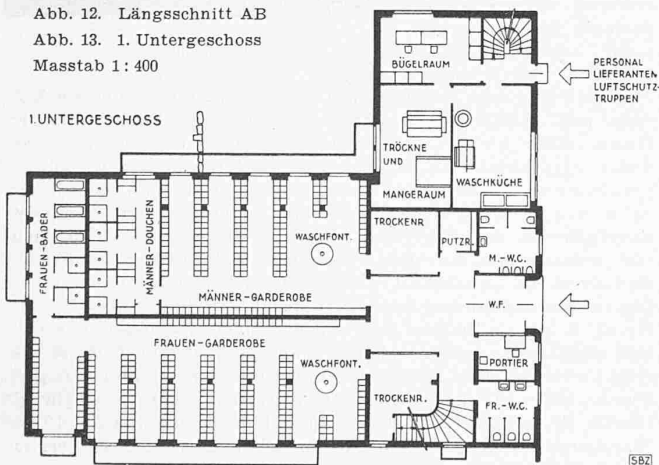 Abb. 12. Längsschnitt AB
Abb. 13. 1. Untergeschoss
Masstab 1 : 400
1.UNTERGESCHOSS
BÜGELRAUM
PERSONAL
LIEFERANTEN
LUFTSCHUTZ-
TRUPPEN
TRÖCKNE
UND
MANGERAUM
WASCHKÜCHE
FRAUEN-BÄDER
MÄNNER-DOUCHEN
WASCHFONT.
TROCKENR.
PUTZR.
M.-W.C.
MÄNNER-GARDEROBE
W.F.
FRAUEN-GARDEROBE
WASCHFONT.
PORTIER
TROCKENR.
FR.-W.C.
SBZ